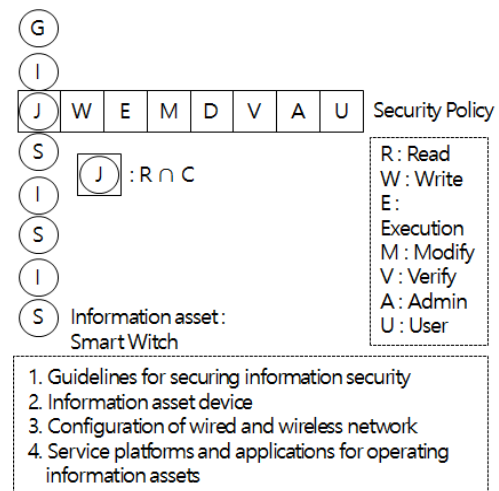 G
I
J W E M D V A U Security Policy
S
J : R ∩ C
I
S
I
S
Information asset :
Smart Witch
R : Read
W : Write
E :
Execution
M : Modify
V : Verify
A : Admin
U : User
1. Guidelines for securing information security
2. Information asset device
3. Configuration of wired and wireless network
4. Service platforms and applications for operating
information assets